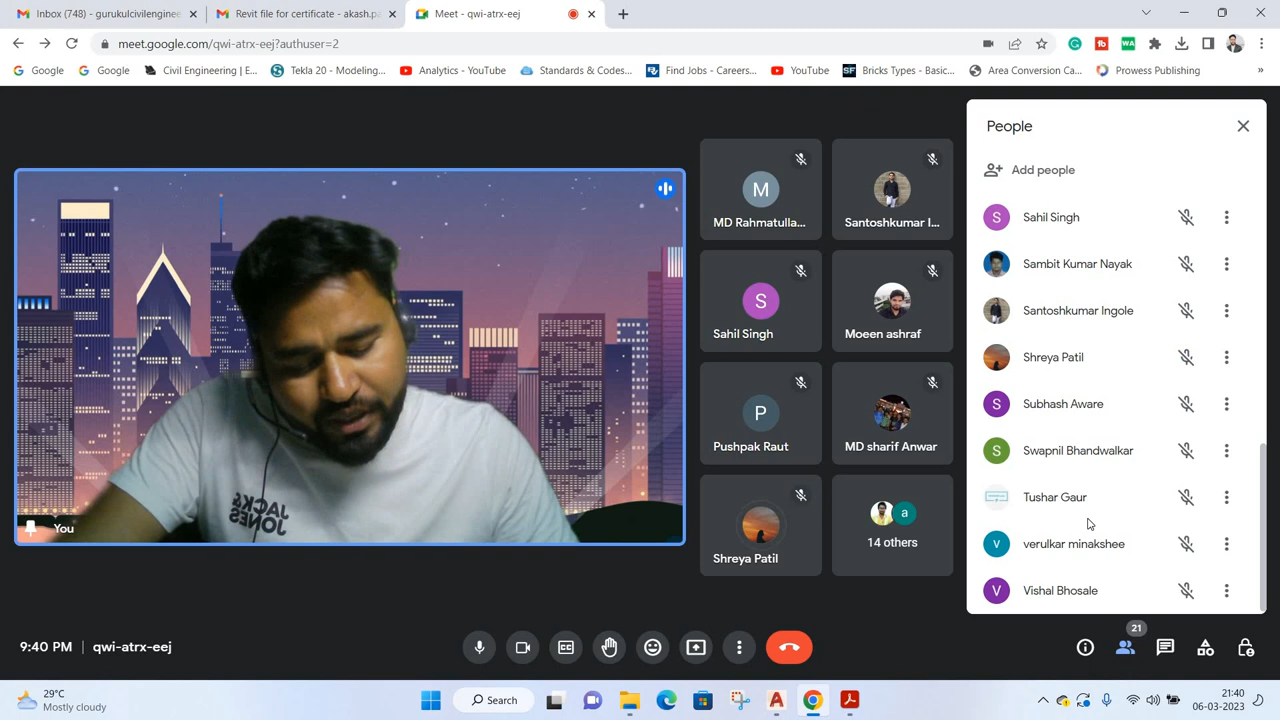 Inbox (748) - gurukulcivilenginee
Revit file for certificate - akash.pa
Meet - qwi-atrx-eej
meet.google.com/qwi-atrx-eej?authuser=2
Google
Google
Civil Engineering | E...
Tekla 20 - Modeling...
Analytics - YouTube
Standards & Codes...
Find Jobs - Careers...
YouTube
Bricks Types - Basic...
Area Conversion Ca...
Prowess Publishing
»
You
JACK
JONES
M
MD Rahmatulla...
Santoshkumar I...
S
Sahil Singh
Moeen ashraf
P
Pushpak Raut
MD sharif Anwar
Shreya Patil
a
14 others
People
Add people
S
Sahil Singh
Sambit Kumar Nayak
Santoshkumar Ingole
Shreya Patil
S
Subhash Aware
S
Swapnil Bhandwalkar
Tushar Gaur
v
verulkar minakshee
V
Vishal Bhosale
9:40 PM | qwi-atrx-eej
CC
21
29°C
Mostly cloudy
Search
21:40
06-03-2023